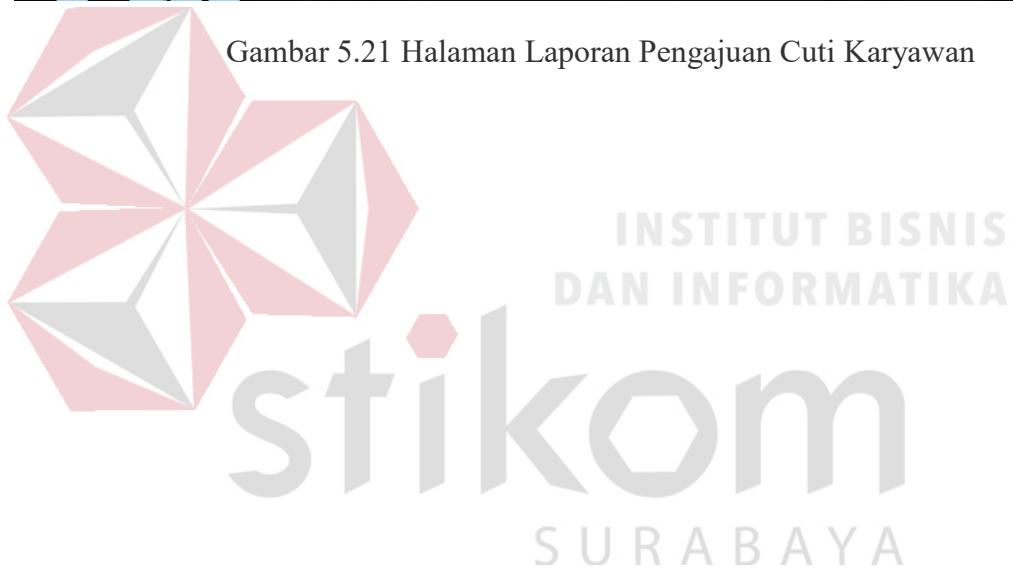 Gambar 5.21 Halaman Laporan Pengajuan Cuti Karyawan
INSTITUT BISNIS
DAN INFORMATIKA
stikom
SURABAYA